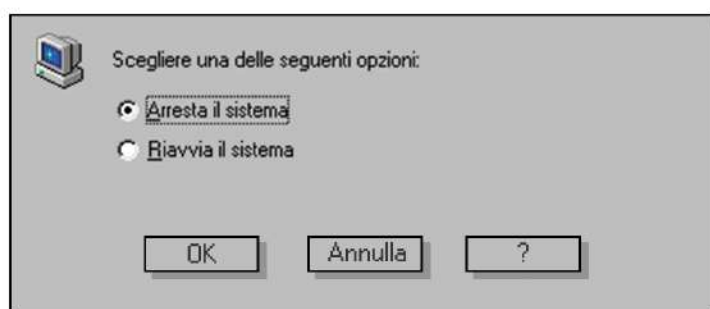 Scegliere una delle seguenti opzioni:
Arresta il sistema
Riavvia il sistema
OK Annulla ?